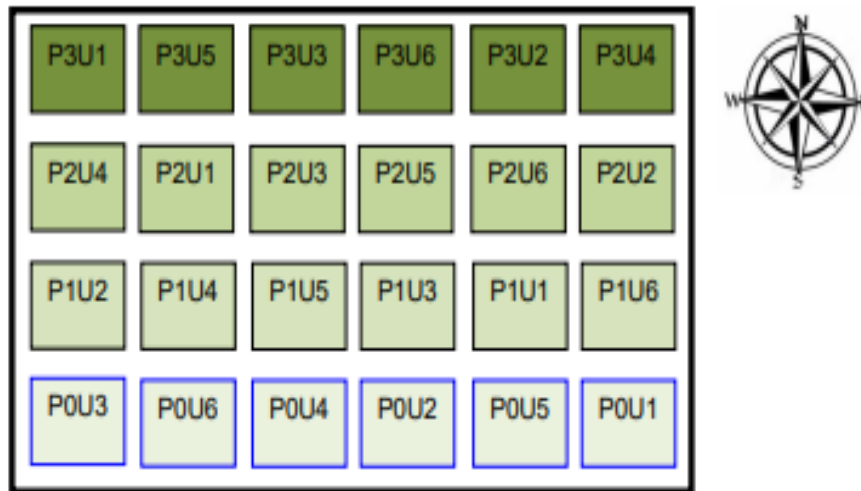 P3U1 P3U5 P3U3 P3U6 P3U2 P3U4
P2U4 P2U1 P2U3 P2U5 P2U6 P2U2
P1U2 P1U4 P1U5 P1U3 P1U1 P1U6
P0U3 P0U6 P0U4 P0U2 P0U5 P0U1
N
W
S